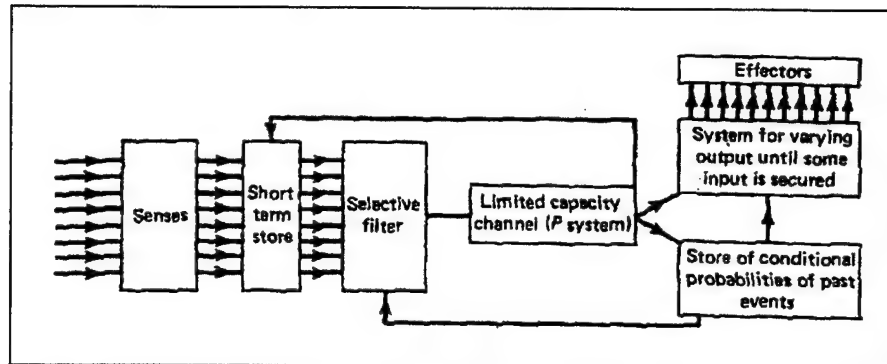 Effectors
System for varying
output until some
input is secured
Senses
Short
term
store
Selective
filter
Limited capacity
channel (P system)
Store of conditional
probabilities of past
events